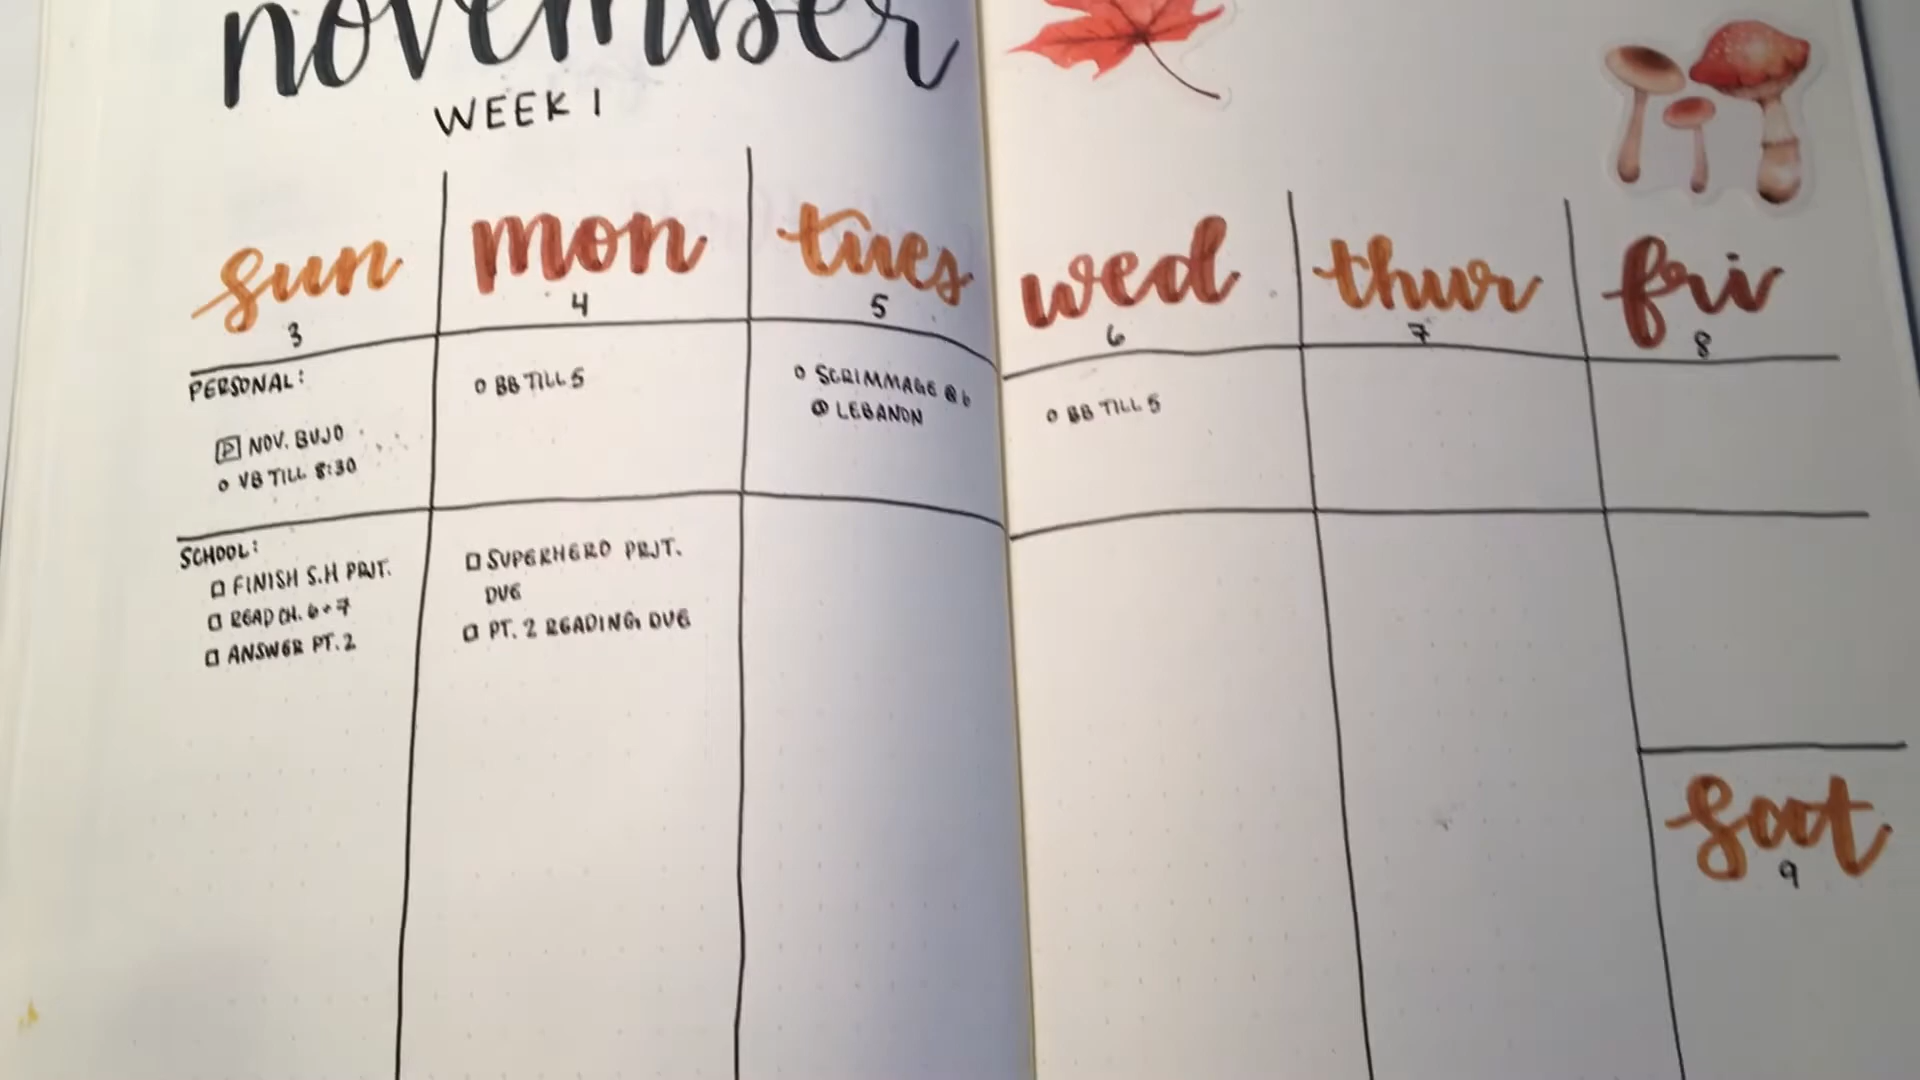 november
WEEK 1
sun
3
mon
4
tues
5
wed
6
thur
7
fri
8
PERSONAL:
P NOV. BUJO
VB TILL 8:30
BB TILL 5
SCRIMMAGE @ 6
@ LEBANON
BB TILL 5
SCHOOL:
FINISH S.H PRJT.
READ CH. 6+7
ANSWER PT. 2
SUPERHERO PRJT.
DUE
PT. 2 READING DUE
sat
9